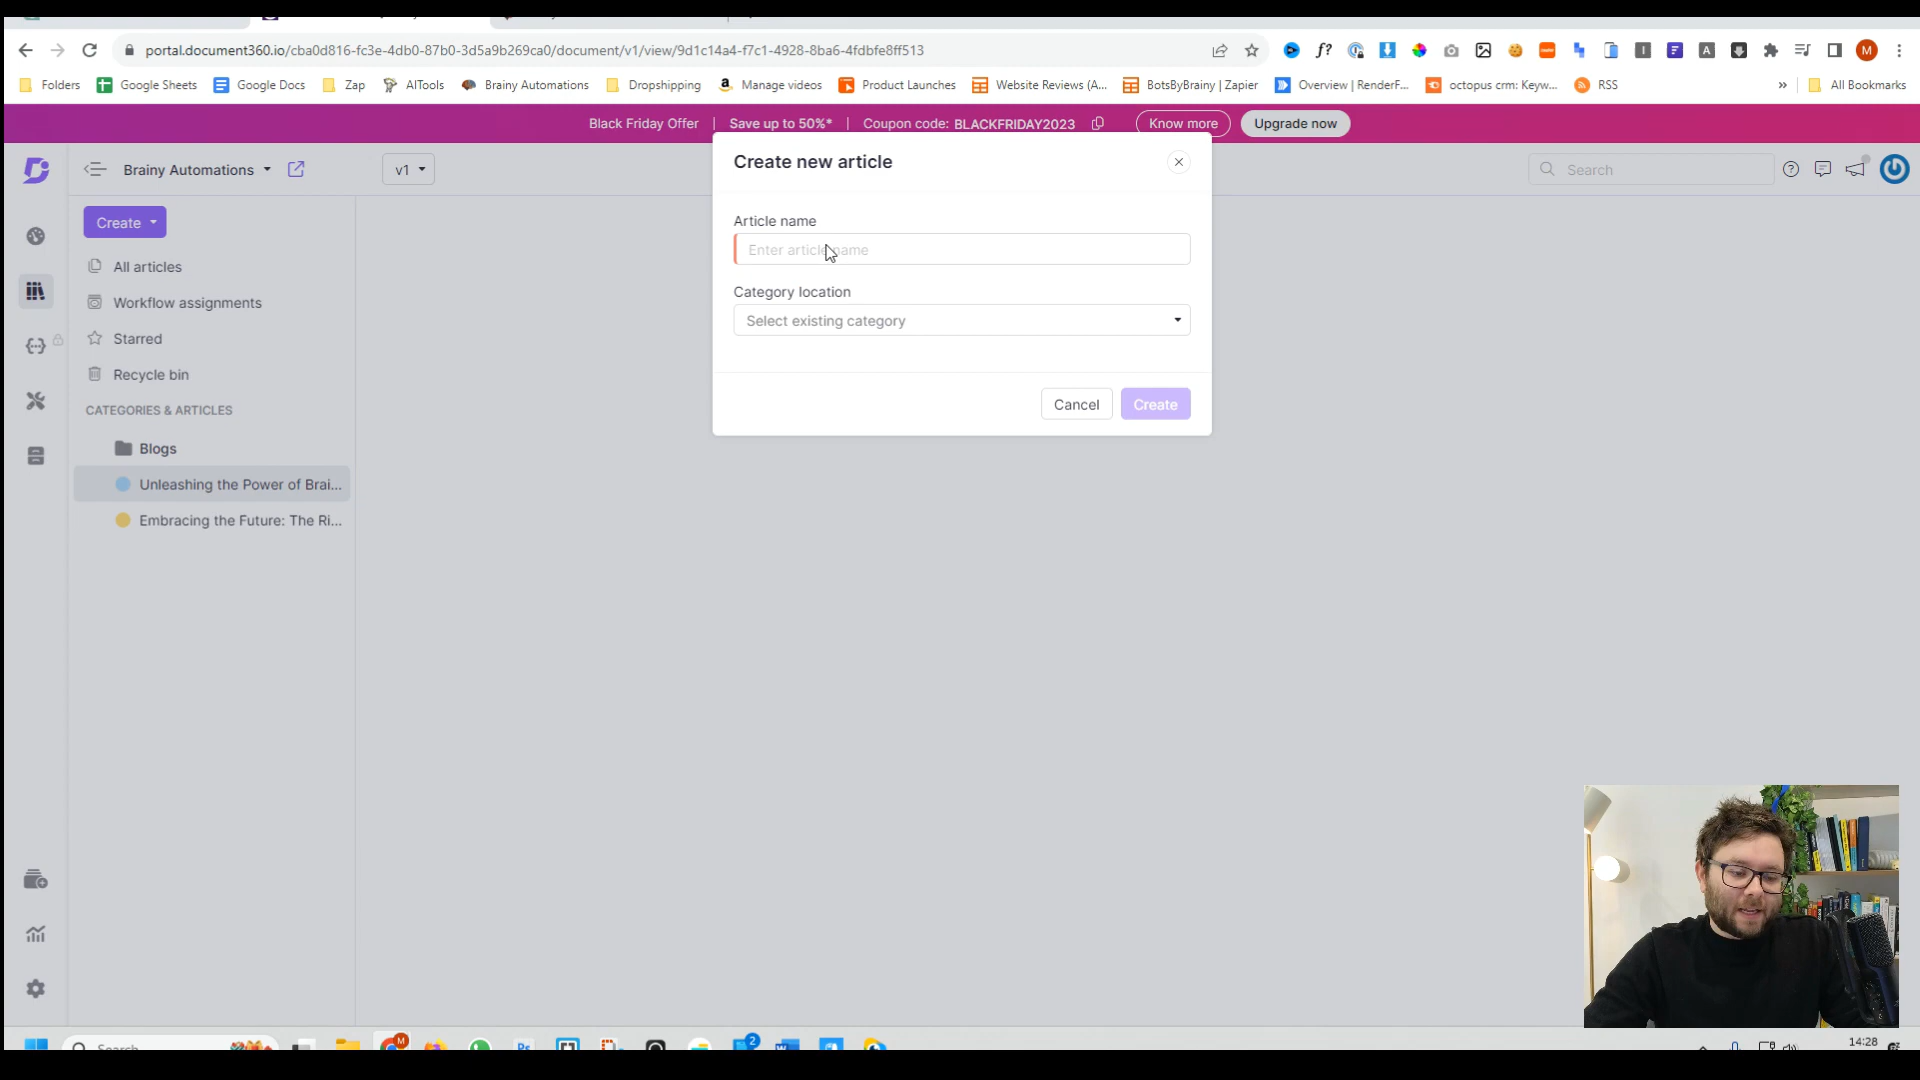 portal.document360.io/cba0d816-fc3e-4db0-87b0-3d5a9b269ca0/document/v1/view/9d1c14a4-f7c1-4928-8ba6-4fdbfe8ff513
f?
I
F
A
M
Folders
Google Sheets
Google Docs
Zap
AITools
Brainy Automations
Dropshipping
Manage videos
Product Launches
Website Reviews (A...
BotsByBrainy | Zapier
Overview | RenderF...
octopus crm: Keyw...
RSS
»
All Bookmarks
Black Friday Offer | Save up to 50%* | Coupon code: BLACKFRIDAY2023
Know more
Upgrade now
Brainy Automations
v1
Search
Create new article
Article name
Enter article name
Category location
Select existing category
Cancel
Create
Create
All articles
Workflow assignments
Starred
Recycle bin
CATEGORIES & ARTICLES
Blogs
Unleashing the Power of Brai...
Embracing the Future: The Ri...
Search
M
Ps
2
14:28